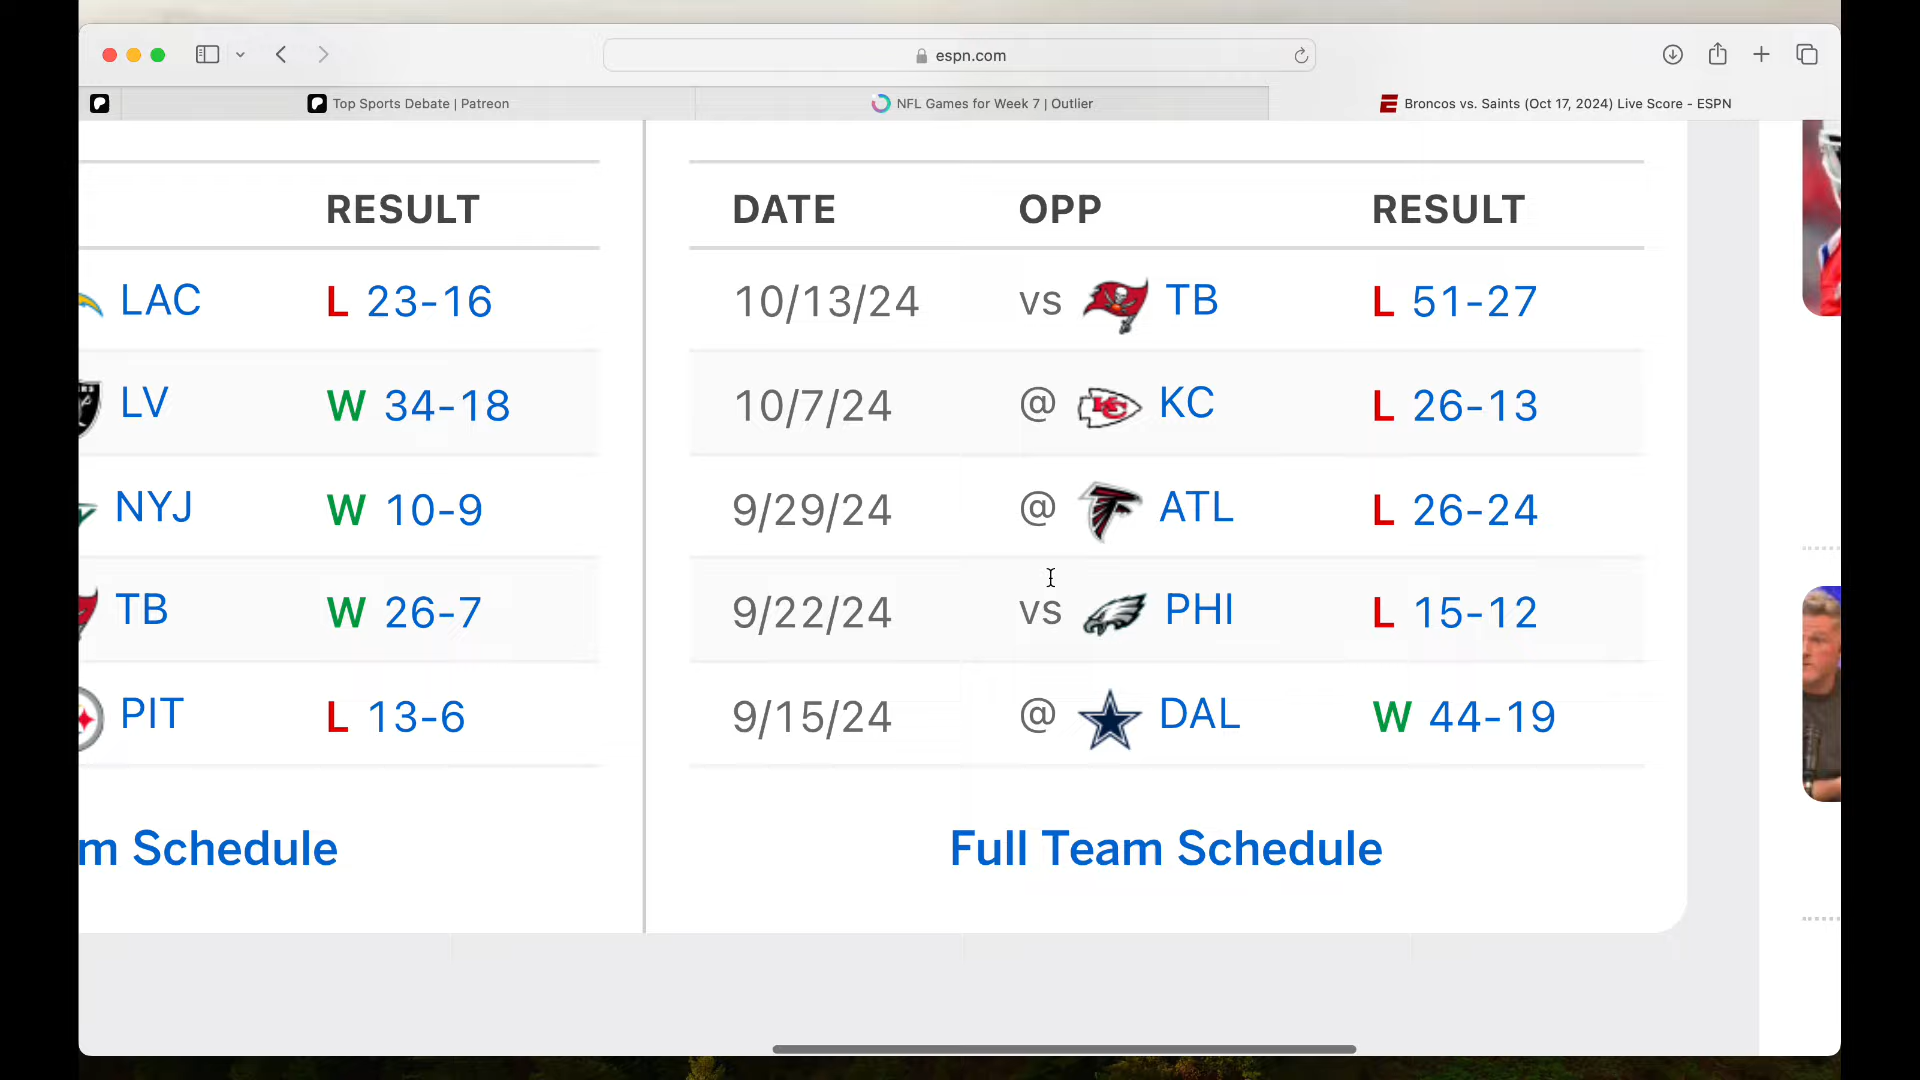 espn.com
Top Sports Debate | Patreon
NFL Games for Week 7 | Outlier
Broncos vs. Saints (Oct 17, 2024) Live Score - ESPN
RESULT
DATE OPP RESULT
LAC L 23-16
10/13/24 vs TB L 51-27
LV W 34-18
10/7/24 @ KC L 26-13
NYJ W 10-9
9/29/24 @ ATL L 26-24
TB W 26-7
9/22/24 vs PHI L 15-12
PIT L 13-6
9/15/24 @ DAL W 44-19
m Schedule
Full Team Schedule